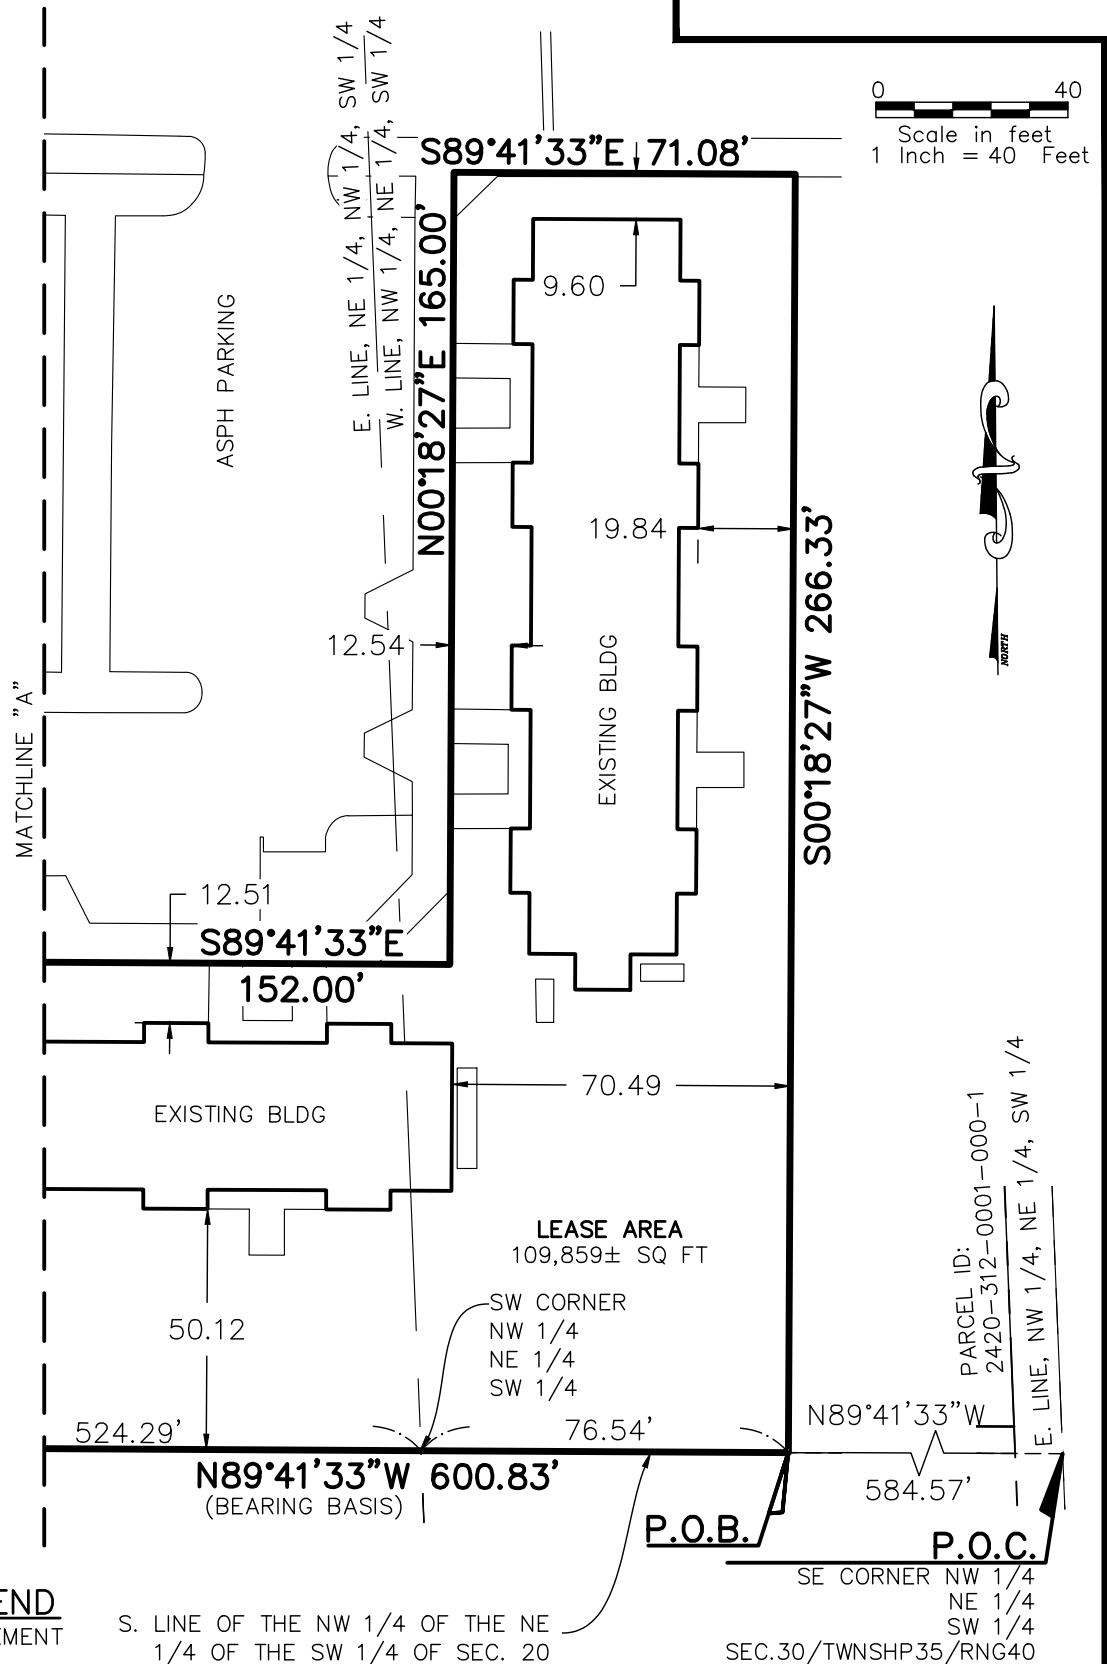 0 40
Scale in feet
1 Inch = 40 Feet
E. LINE, NE 1/4, NW 1/4, SW 1/4
W. LINE, NW 1/4, NE 1/4, SW 1/4
S89°41'33"E 71.08'
N00°18'27"E 165.00'
ASPH PARKING
9.60
19.84
12.54
EXISTING BLDG
S00°18'27"W 266.33'
NORTH
MATCHLINE "A"
12.51
S89°41'33"E
152.00'
70.49
EXISTING BLDG
LEASE AREA
109,859± SQ FT
SW CORNER
NW 1/4
NE 1/4
SW 1/4
50.12
PARCEL ID:
2420-312-0001-000-1
E. LINE, NW 1/4, NE 1/4, SW 1/4
524.29'
76.54'
N89°41'33"W
N89°41'33"W 600.83'
(BEARING BASIS)
584.57'
P.O.B.
P.O.C.
SE CORNER NW 1/4
NE 1/4
SW 1/4
SEC.30/TWNSHP35/RNG40
END
EMENT
S. LINE OF THE NW 1/4 OF THE NE
1/4 OF THE SW 1/4 OF SEC. 20